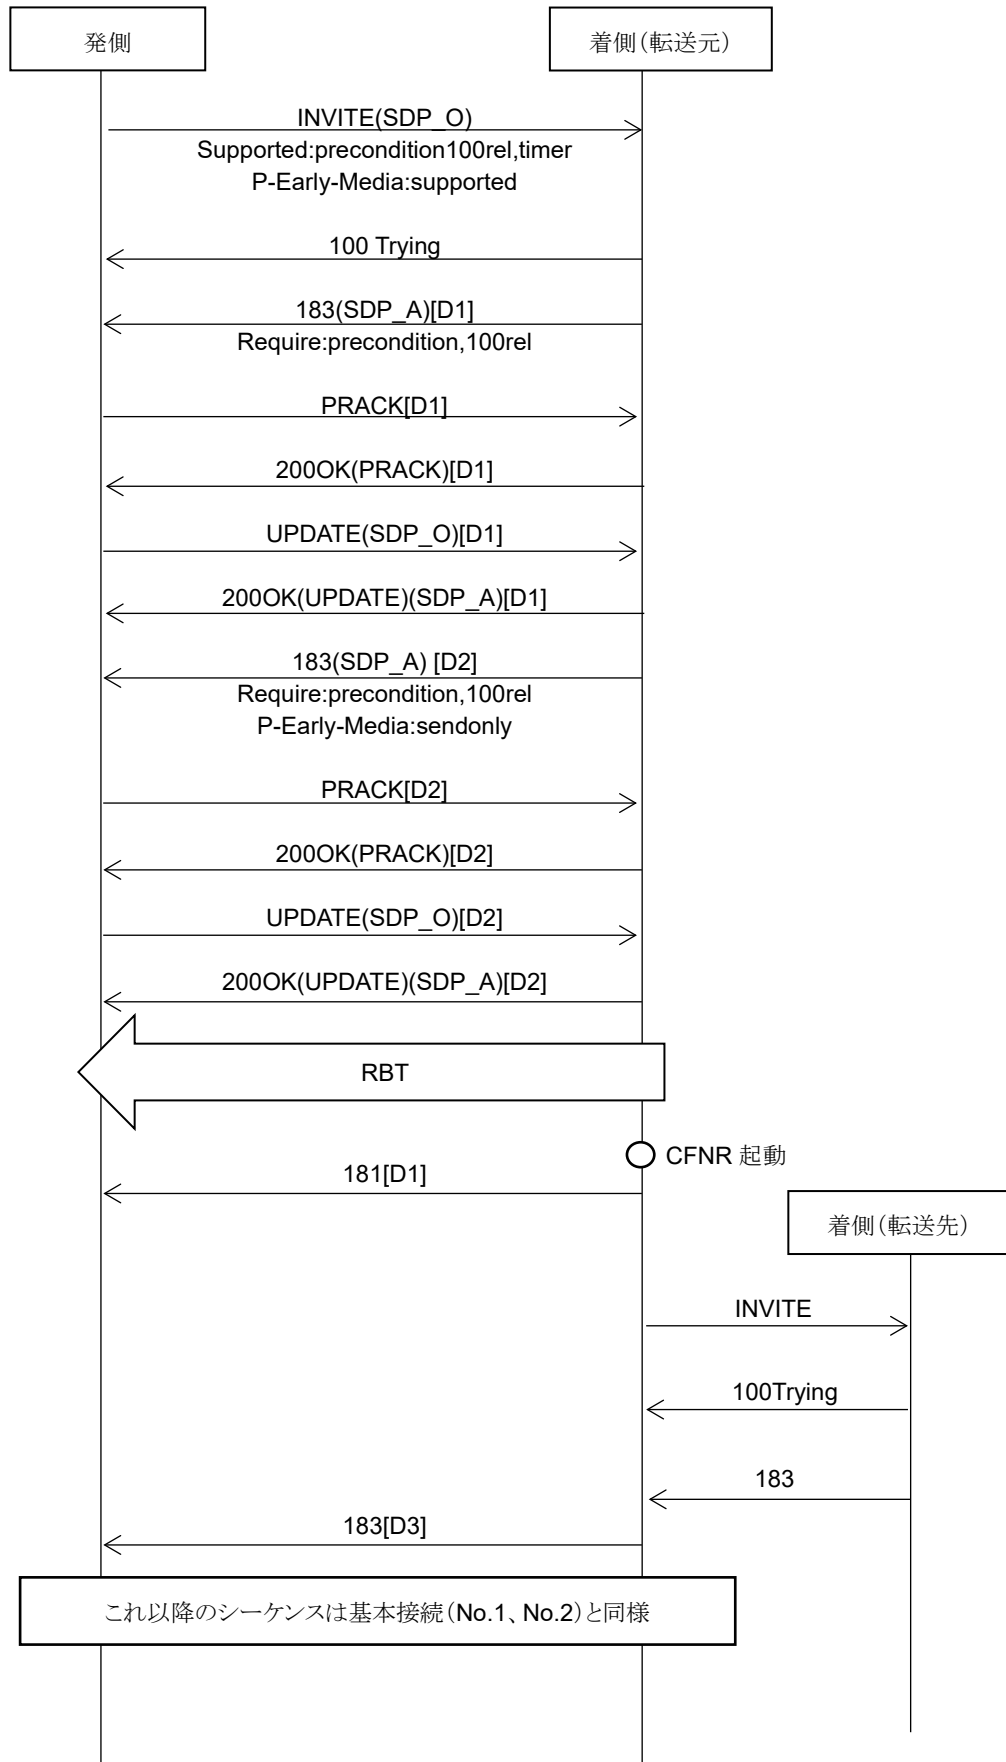 発側
着側（転送元）
INVITE(SDP_O)
Supported:precondition100rel,timer
P-Early-Media:supported
100 Trying
183(SDP_A)[D1]
Require:precondition,100rel
PRACK[D1]
200OK(PRACK)[D1]
UPDATE(SDP_O)[D1]
200OK(UPDATE)(SDP_A)[D1]
183(SDP_A) [D2]
Require:precondition,100rel
P-Early-Media:sendonly
PRACK[D2]
200OK(PRACK)[D2]
UPDATE(SDP_O)[D2]
200OK(UPDATE)(SDP_A)[D2]
RBT
CFNR 起動
181[D1]
着側（転送先）
INVITE
100Trying
183
183[D3]
これ以降のシーケンスは基本接続（No.1、No.2）と同様